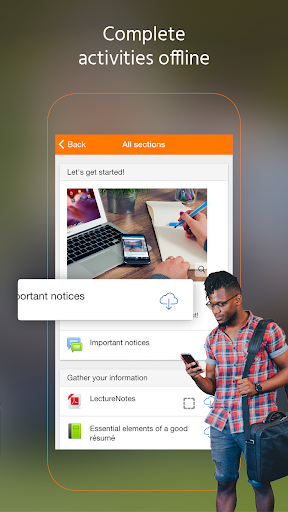 Complete
activities offline
Back
All sections
Let's get started!
portant notices
Important notices
Gather your information
LectureNotes
Essential elements of a good
résumé